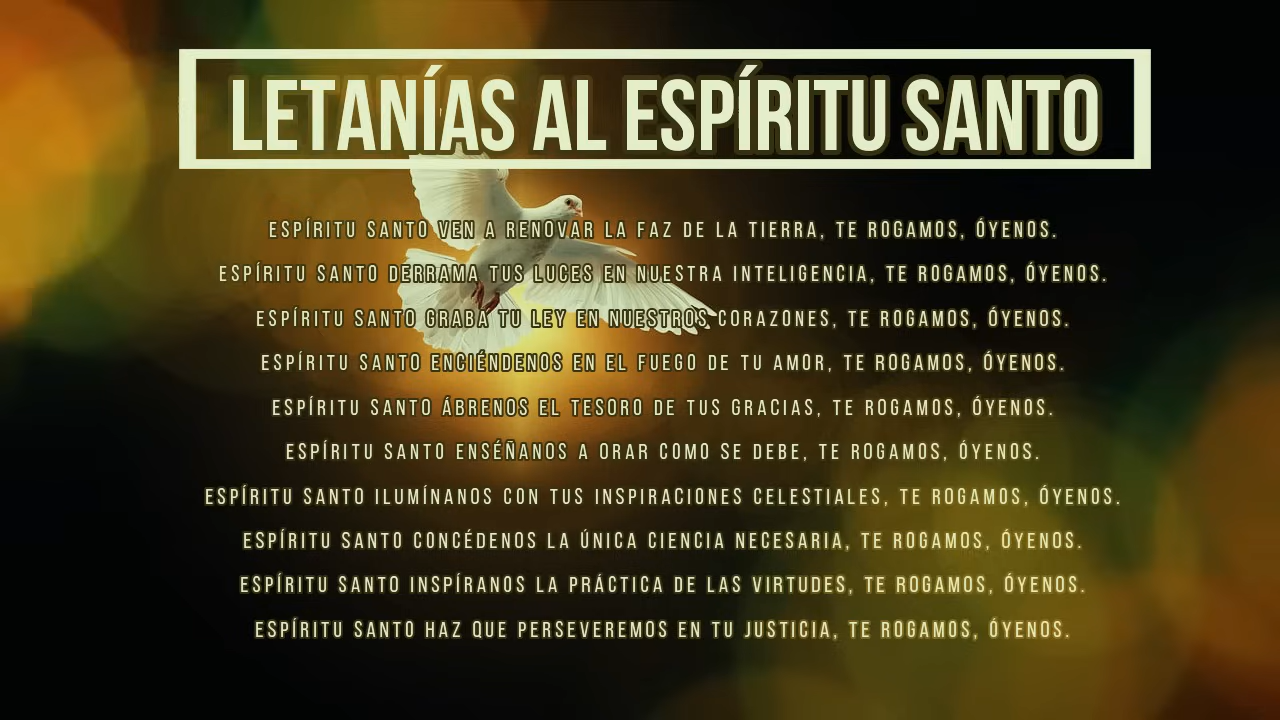 LETANÍAS AL ESPÍRITU SANTO
ESPÍRITU SANTO VEN A RENOVAR LA FAZ DE LA TIERRA, TE ROGAMOS, ÓYENOS.
ESPÍRITU SANTO DERRAMA TUS LUCES EN NUESTRA INTELIGENCIA, TE ROGAMOS, ÓYENOS.
ESPÍRITU SANTO GRABA TU LEY EN NUESTROS CORAZONES, TE ROGAMOS, ÓYENOS.
ESPÍRITU SANTO ENCIÉNDENOS EN EL FUEGO DE TU AMOR, TE ROGAMOS, ÓYENOS.
ESPÍRITU SANTO ÁBRENOS EL TESORO DE TUS GRACIAS, TE ROGAMOS, ÓYENOS.
ESPÍRITU SANTO ENSÉÑANOS A ORAR COMO SE DEBE, TE ROGAMOS, ÓYENOS.
ESPÍRITU SANTO ILUMÍNANOS CON TUS INSPIRACIONES CELESTIALES, TE ROGAMOS, ÓYENOS.
ESPÍRITU SANTO CONCÉDENOS LA ÚNICA CIENCIA NECESARIA, TE ROGAMOS, ÓYENOS.
ESPÍRITU SANTO INSPÍRANOS LA PRÁCTICA DE LAS VIRTUDES, TE ROGAMOS, ÓYENOS.
ESPÍRITU SANTO HAZ QUE PERSEVEREMOS EN TU JUSTICIA, TE ROGAMOS, ÓYENOS.